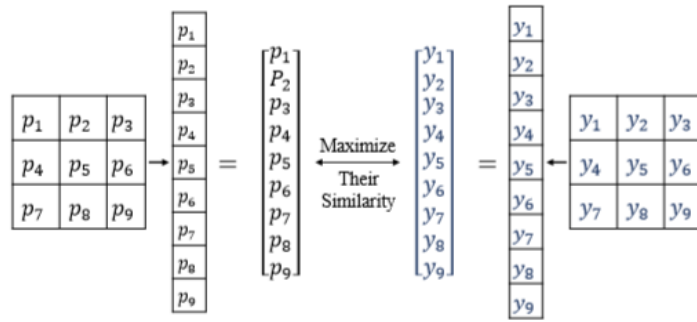 p₁ p₂ p₃
p₄ p₅ p₆
p₇ p₈ p₉
p₁
p₂
p₃
p₄
p₅
p₆
p₇
p₈
p₉
=
p₁
P₂
p₃
p₄
p₅
p₆
p₇
p₈
p₉
Maximize
Their
Similarity
y₁
y₂
y₃
y₄
y₅
y₆
y₇
y₈
y₉
=
y₁
y₂
y₃
y₄
y₅
y₆
y₇
y₈
y₉
y₁ y₂ y₃
y₄ y₅ y₆
y₇ y₈ y₉